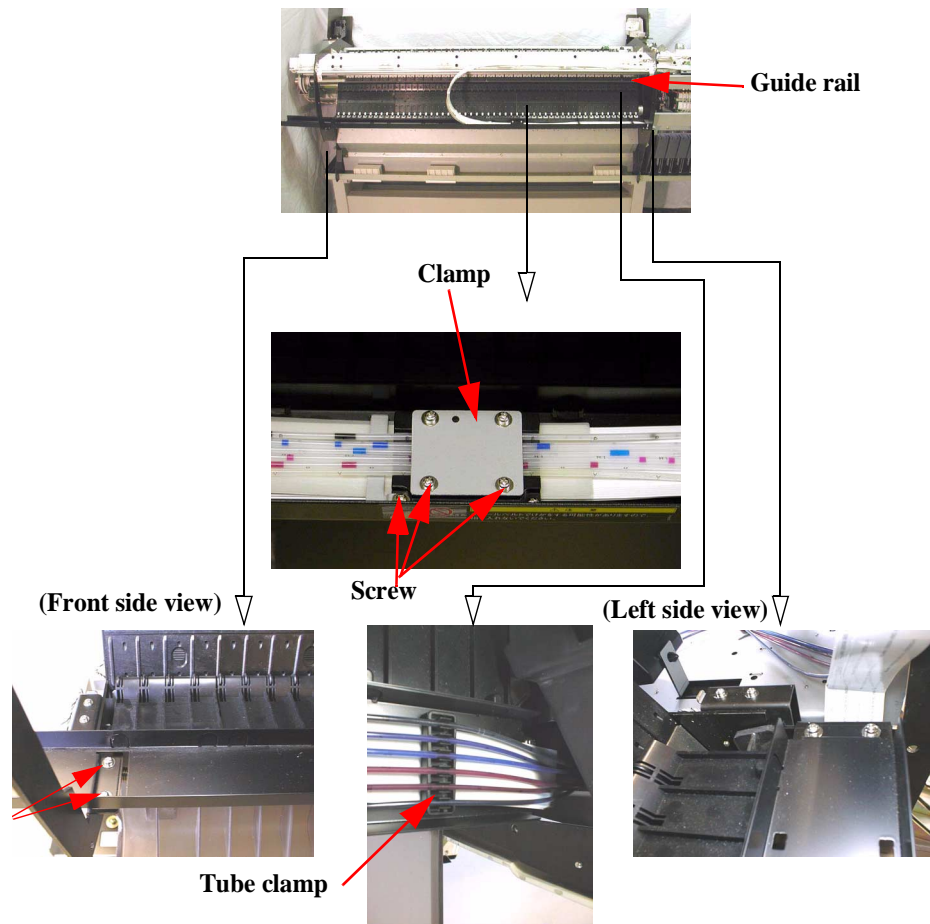 Guide rail
Clamp
Screw
(Front side view)
(Left side view)
Tube clamp